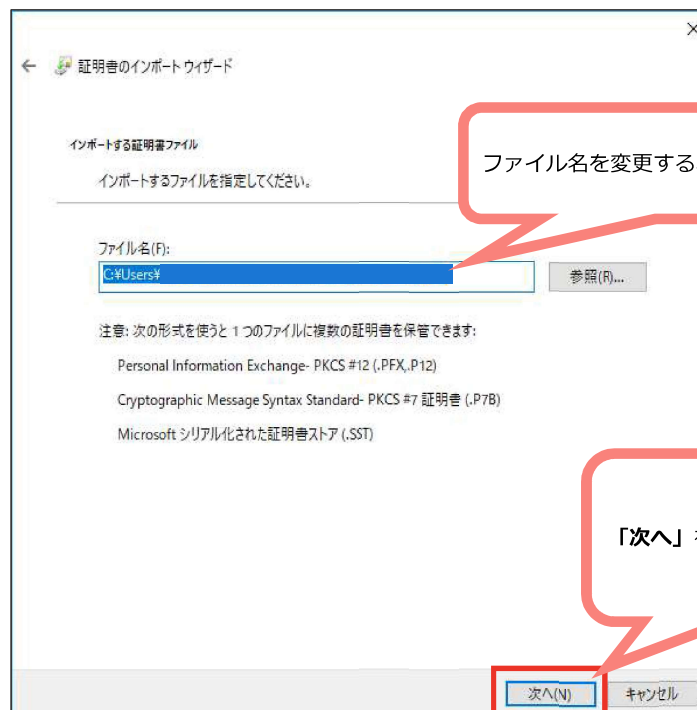 証明書のインポート ウィザード
インポートする証明書ファイル
インポートするファイルを指定してください。
ファイル名を変更する
ファイル名(F):
C:¥Users¥
参照(R)...
注意: 次の形式を使うと 1 つのファイルに複数の証明書を保管できます:
Personal Information Exchange- PKCS #12 (.PFX,.P12)
Cryptographic Message Syntax Standard- PKCS #7 証明書 (.P7B)
Microsoft シリアル化された証明書ストア (.SST)
「次へ」
次へ(N)
キャンセル